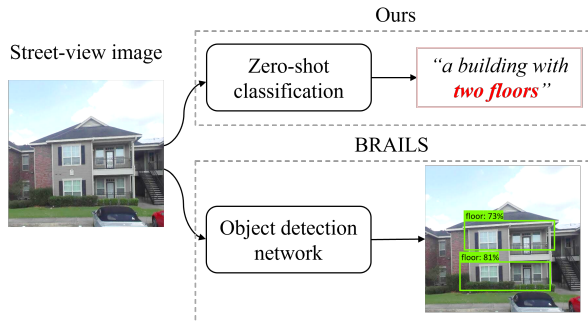 Ours
Street-view image
Zero-shot
classification
“a building with
two floors”
BRAILS
Object detection
network
floor: 73%
floor: 81%